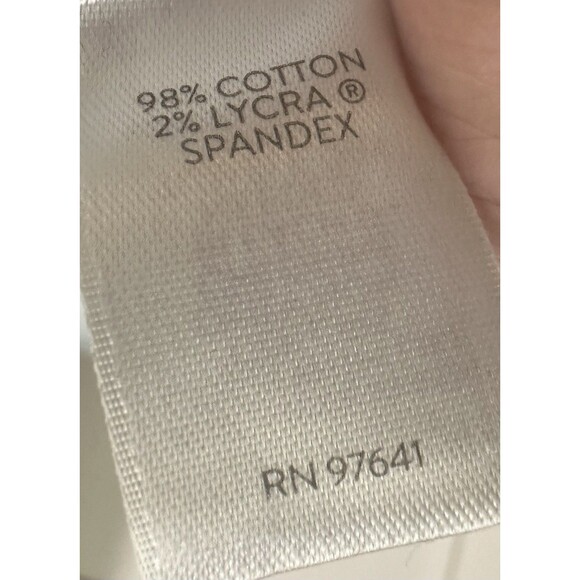 98% COTTON
2% LYCRA ®
SPANDEX
RN 97641